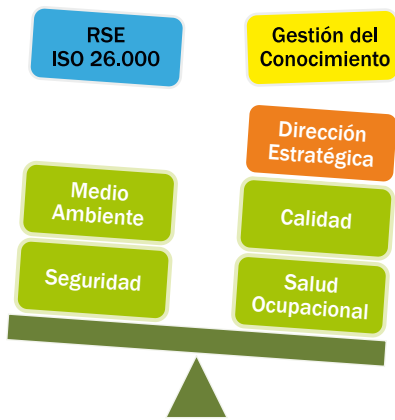 RSE
ISO 26.000
Gestión del
Conocimiento
Dirección
Estratégica
Medio
Ambiente
Calidad
Seguridad
Salud
Ocupacional